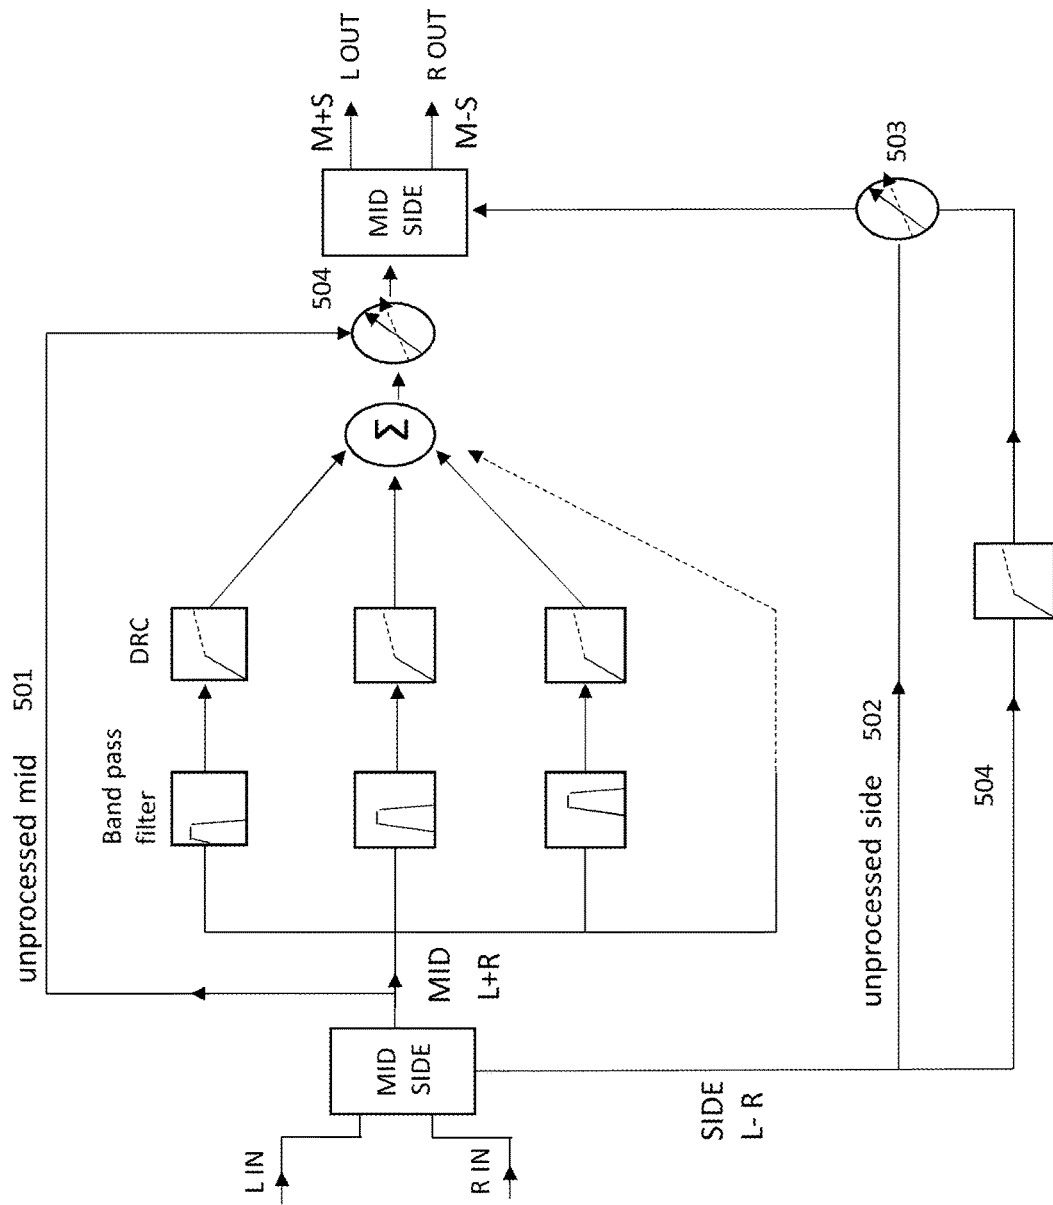 unprocessed mid 501
Band pass
filter
DRC
L IN
R IN
MID
SIDE
MID
L+R
SIDE
L- R
Σ
504
MID
SIDE
M+S
L OUT
R OUT
M-S
unprocessed side 502
503
504